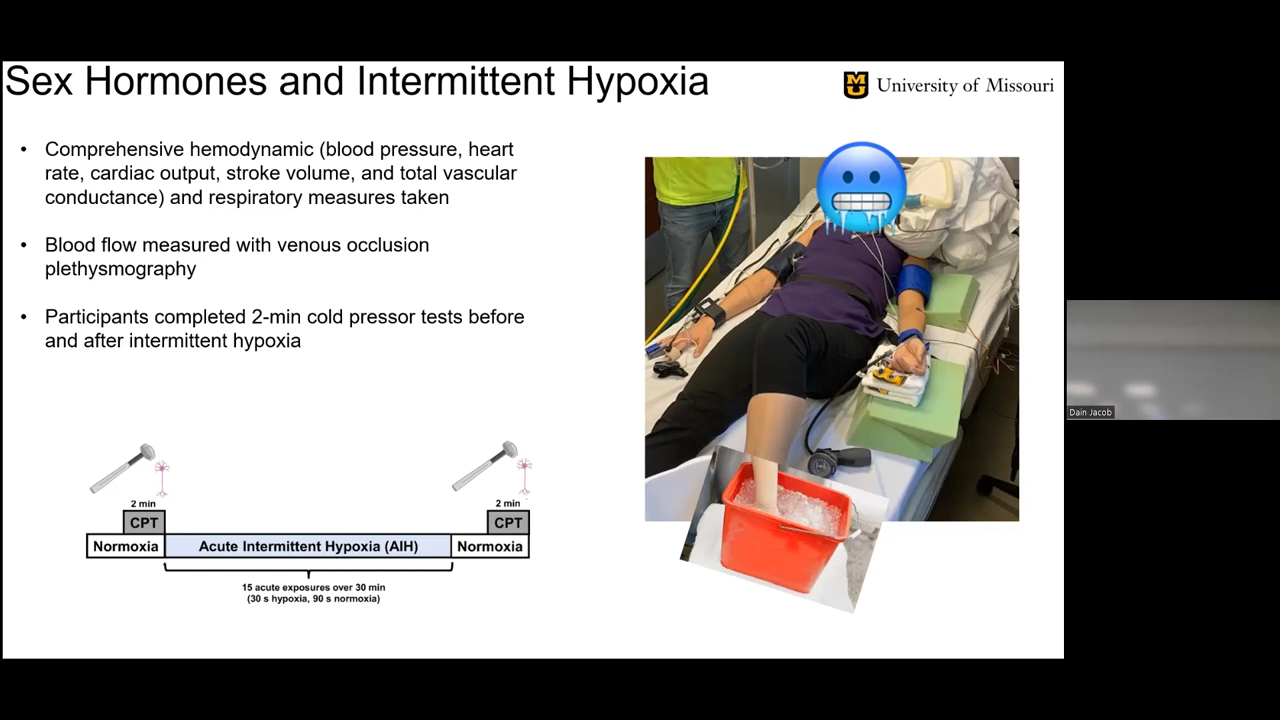 Sex Hormones and Intermittent Hypoxia
MU
University of Missouri
• Comprehensive hemodynamic (blood pressure, heart
rate, cardiac output, stroke volume, and total vascular
conductance) and respiratory measures taken
• Blood flow measured with venous occlusion
plethysmography
• Participants completed 2-min cold pressor tests before
and after intermittent hypoxia
2 min
CPT
2 min
CPT
Normoxia
Acute Intermittent Hypoxia (AIH)
Normoxia
15 acute exposures over 30 min
(30 s hypoxia, 90 s normoxia)
Dain Jacob